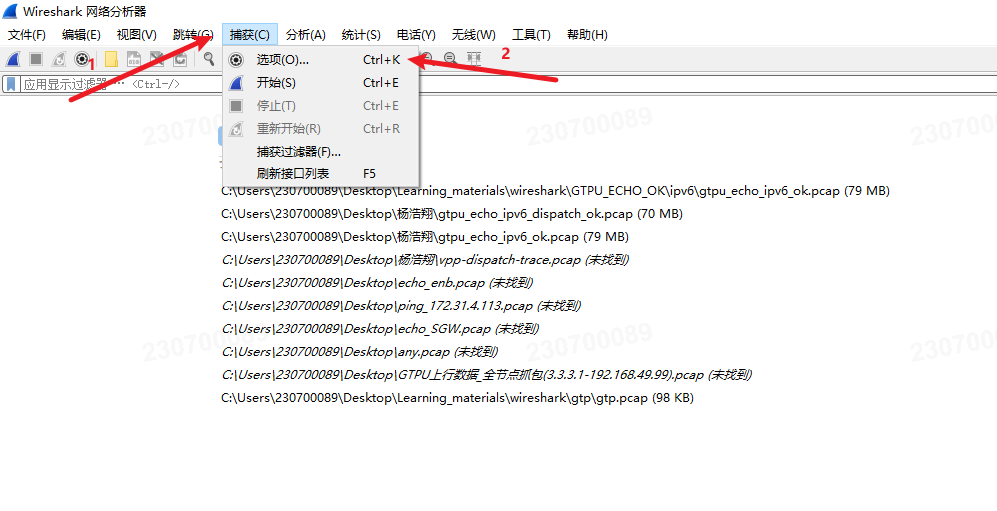 Wireshark 网络分析器
文件(F) 编辑(E) 视图(V) 跳转(G) 捕获(C) 分析(A) 统计(S) 电话(Y) 无线(W) 工具(T) 帮助(H)
1
2
选项(O)... Ctrl+K
应用显示过滤器 … <Ctrl-/>
开始(S) Ctrl+E
停止(T) Ctrl+E
重新开始(R) Ctrl+R
捕获过滤器(F)...
刷新接口列表 F5
230700089 230700089 230700089
C:\Users\230700089\Desktop\Learning_materials\wireshark\GTPU_ECHO_OK\ipv6\gtpu_echo_ipv6_ok.pcap (79 MB)
C:\Users\230700089\Desktop\杨浩翔\gtpu_echo_ipv6_dispatch_ok.pcap (70 MB)
C:\Users\230700089\Desktop\杨浩翔\gtpu_echo_ipv6_ok.pcap (79 MB)
C:\Users\230700089\Desktop\杨浩翔\vpp-dispatch-trace.pcap (未找到)
C:\Users\230700089\Desktop\echo_enb.pcap (未找到)
C:\Users\230700089\Desktop\ping_172.31.4.113.pcap (未找到)
C:\Users\230700089\Desktop\echo_SGW.pcap (未找到)
230700089 230700089 230700089
C:\Users\230700089\Desktop\any.pcap (未找到)
C:\Users\230700089\Desktop\GTPU上行数据_全节点抓包(3.3.3.1-192.168.49.99).pcap (未找到)
C:\Users\230700089\Desktop\Learning_materials\wireshark\gtp\gtp.pcap (98 KB)